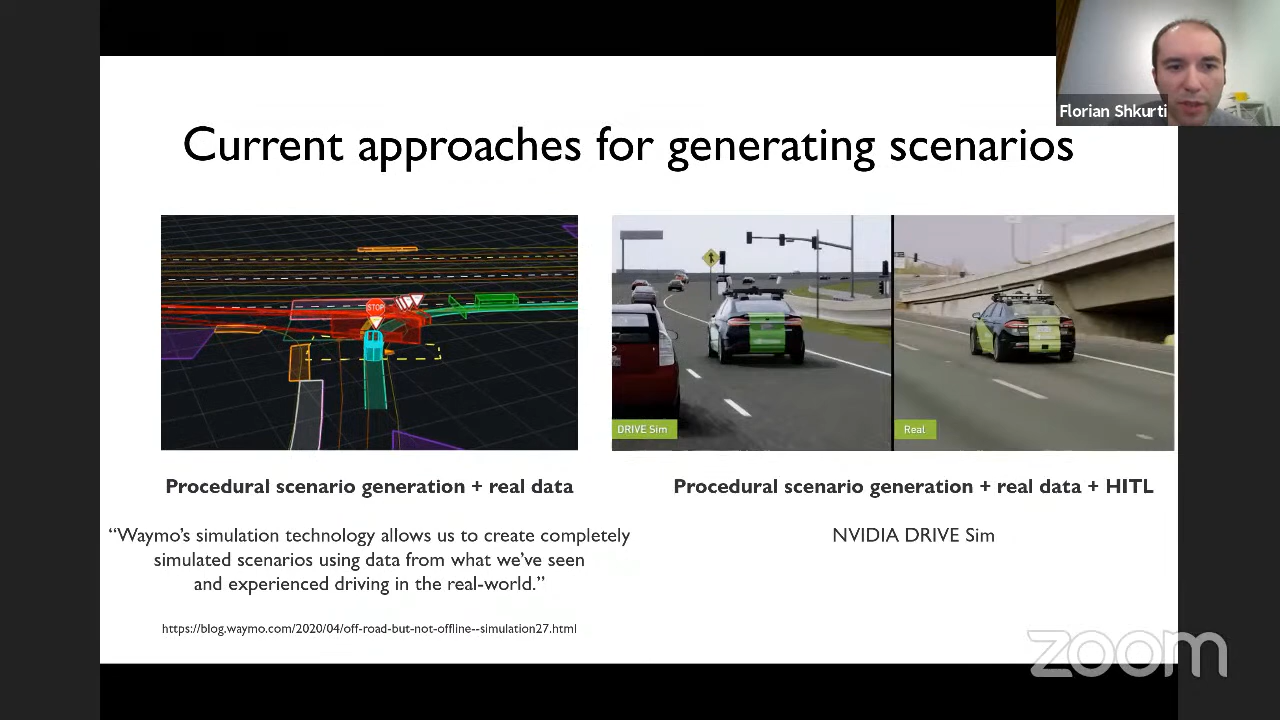 Florian Shkurti
Current approaches for generating scenarios
STOP
DRIVE Sim
Real
Procedural scenario generation + real data
Procedural scenario generation + real data + HITL
“Waymo’s simulation technology allows us to create completely
simulated scenarios using data from what we’ve seen
and experienced driving in the real-world.”
NVIDIA DRIVE Sim
https://blog.waymo.com/2020/04/off-road-but-not-offline--simulation27.html
zoom